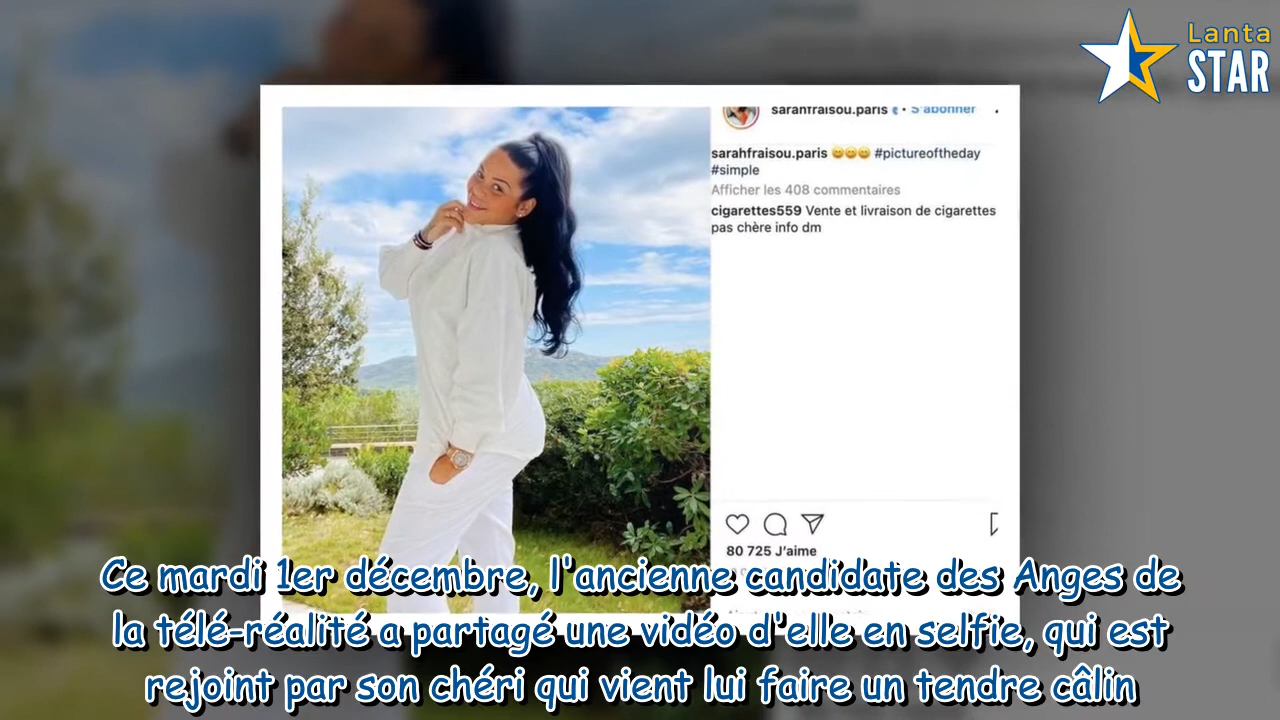 Lanta
STAR
sarahfraisou.paris • S'abonner
sarahfraisou.paris 😄😄😄 #pictureoftheday
#simple
Afficher les 408 commentaires
cigarettes559 Vente et livraison de cigarettes
pas chère info dm
80 725 J'aime
Ce mardi 1er décembre, l'ancienne candidate des Anges de
la télé-réalité a partagé une vidéo d'elle en selfie, qui est
rejoint par son chéri qui vient lui faire un tendre câlin